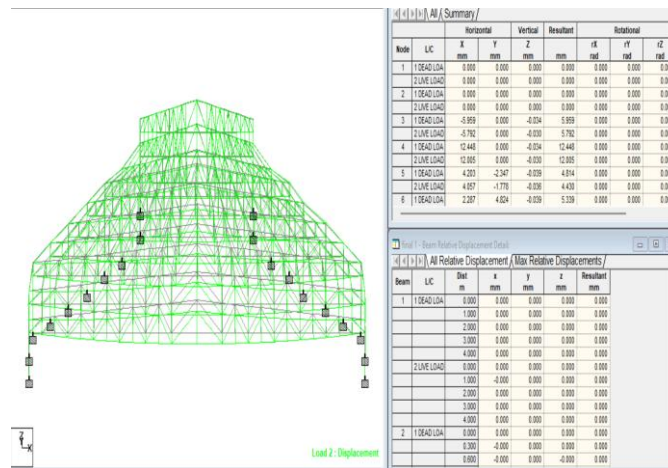 All / Summary /
Horizontal Vertical Resultant Rotational
Node L/C X mm Y mm Z mm mm rX rad rY rad rZ rad
1 1 DEAD LOA 0.000 0.000 0.000 0.000 0.000 0.000
2 LIVE LOAD 0.000 0.000 0.000 0.000 0.000 0.000
2 1 DEAD LOA 0.000 0.000 0.000 0.000 0.000 0.000
2 LIVE LOAD 0.000 0.000 0.000 0.000 0.000 0.000
3 1 DEAD LOA -5.959 0.000 -0.034 5.959 0.000 0.000
2 LIVE LOAD -5.792 0.000 -0.030 5.792 0.000 0.000
4 1 DEAD LOA 12.448 0.000 -0.034 12.448 0.000 0.000
2 LIVE LOAD 12.005 0.000 -0.030 12.005 0.000 0.000
5 1 DEAD LOA 4.203 -2.347 -0.039 4.814 0.000 0.000
2 LIVE LOAD 4.057 -1.778 -0.036 4.430 0.000 0.000
6 1 DEAD LOA 2.287 4.824 -0.039 5.339 0.000 0.000
final 1 - Beam Relative Displacement Detail:
All Relative Displacement / Max Relative Displacements /
Beam L/C Dist m x mm y mm z mm Resultant mm
1 1 DEAD LOA 0.000 0.000 0.000 0.000 0.000
1.000 0.000 0.000 0.000 0.000
2.000 0.000 0.000 0.000 0.000
3.000 0.000 0.000 0.000 0.000
4.000 0.000 0.000 0.000 0.000
2 LIVE LOAD 0.000 0.000 0.000 0.000 0.000
1.000 -0.000 0.000 0.000 0.000
2.000 0.000 0.000 0.000 0.000
3.000 0.000 0.000 0.000 0.000
4.000 0.000 0.000 0.000 0.000
2 1 DEAD LOA 0.000 0.000 0.000 0.000 0.000
0.300 -0.000 0.000 0.000 0.000
0.600 -0.000 0.000 -0.000 0.000
Load 2 : Displacement